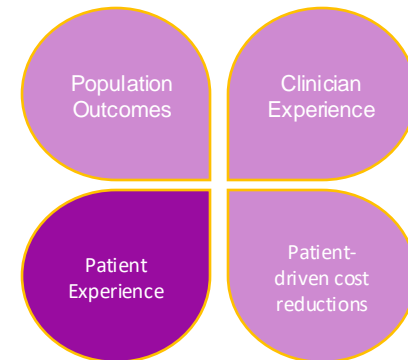 Population
Outcomes
Clinician
Experience
Patient
Experience
Patient-
driven cost
reductions